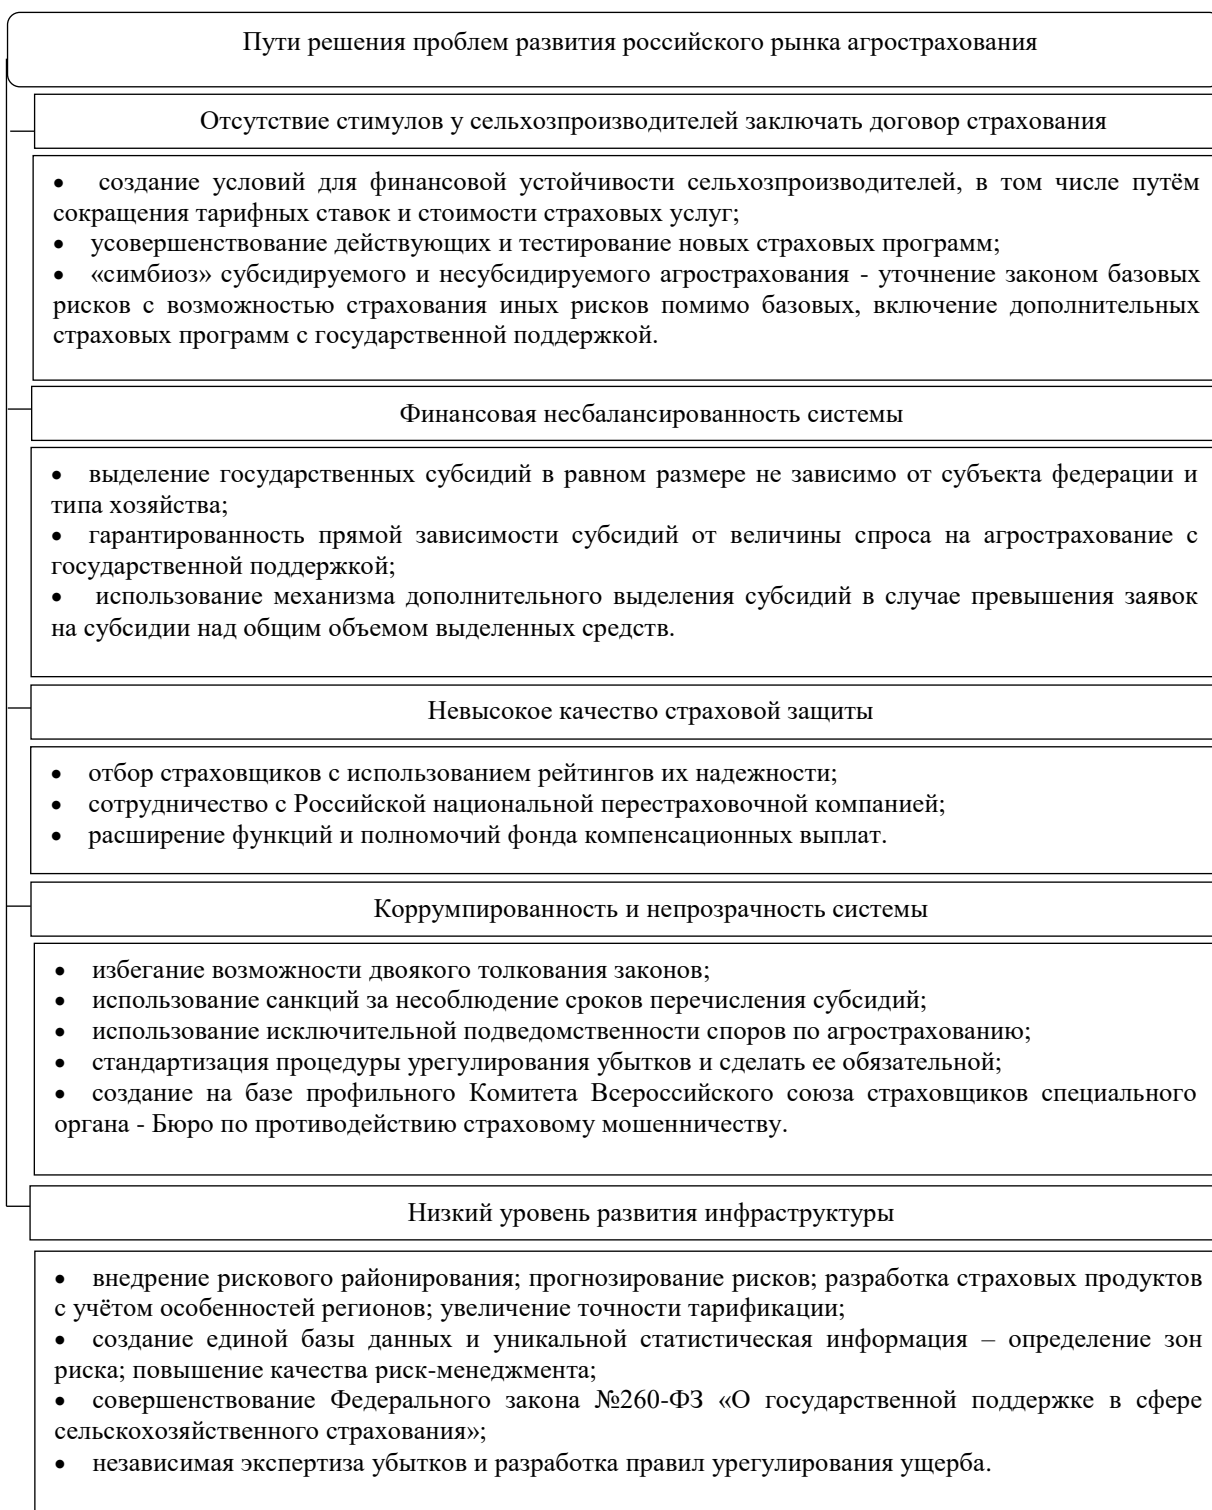 Пути решения проблем развития российского рынка агрострахования
Отсутствие стимулов у сельхозпроизводителей заключать договор страхования
• создание условий для финансовой устойчивости сельхозпроизводителей, в том числе путём
сокращения тарифных ставок и стоимости страховых услуг;
• усовершенствование действующих и тестирование новых страховых программ;
• «симбиоз» субсидируемого и несубсидируемого агрострахования - уточнение законом базовых
рисков с возможностью страхования иных рисков помимо базовых, включение дополнительных
страховых программ с государственной поддержкой.
Финансовая несбалансированность системы
• выделение государственных субсидий в равном размере не зависимо от субъекта федерации и
типа хозяйства;
• гарантированность прямой зависимости субсидий от величины спроса на агрострахование с
государственной поддержкой;
• использование механизма дополнительного выделения субсидий в случае превышения заявок
на субсидии над общим объемом выделенных средств.
Невысокое качество страховой защиты
• отбор страховщиков с использованием рейтингов их надежности;
• сотрудничество с Российской национальной перестраховочной компанией;
• расширение функций и полномочий фонда компенсационных выплат.
Коррумпированность и непрозрачность системы
• избегание возможности двоякого толкования законов;
• использование санкций за несоблюдение сроков перечисления субсидий;
• использование исключительной подведомственности споров по агрострахованию;
• стандартизация процедуры урегулирования убытков и сделать ее обязательной;
• создание на базе профильного Комитета Всероссийского союза страховщиков специального
органа - Бюро по противодействию страховому мошенничеству.
Низкий уровень развития инфраструктуры
• внедрение рискового районирования; прогнозирование рисков; разработка страховых продуктов
с учётом особенностей регионов; увеличение точности тарификации;
• создание единой базы данных и уникальной статистическая информация – определение зон
риска; повышение качества риск-менеджмента;
• совершенствование Федерального закона №260-ФЗ «О государственной поддержке в сфере
сельскохозяйственного страхования»;
• независимая экспертиза убытков и разработка правил урегулирования ущерба.